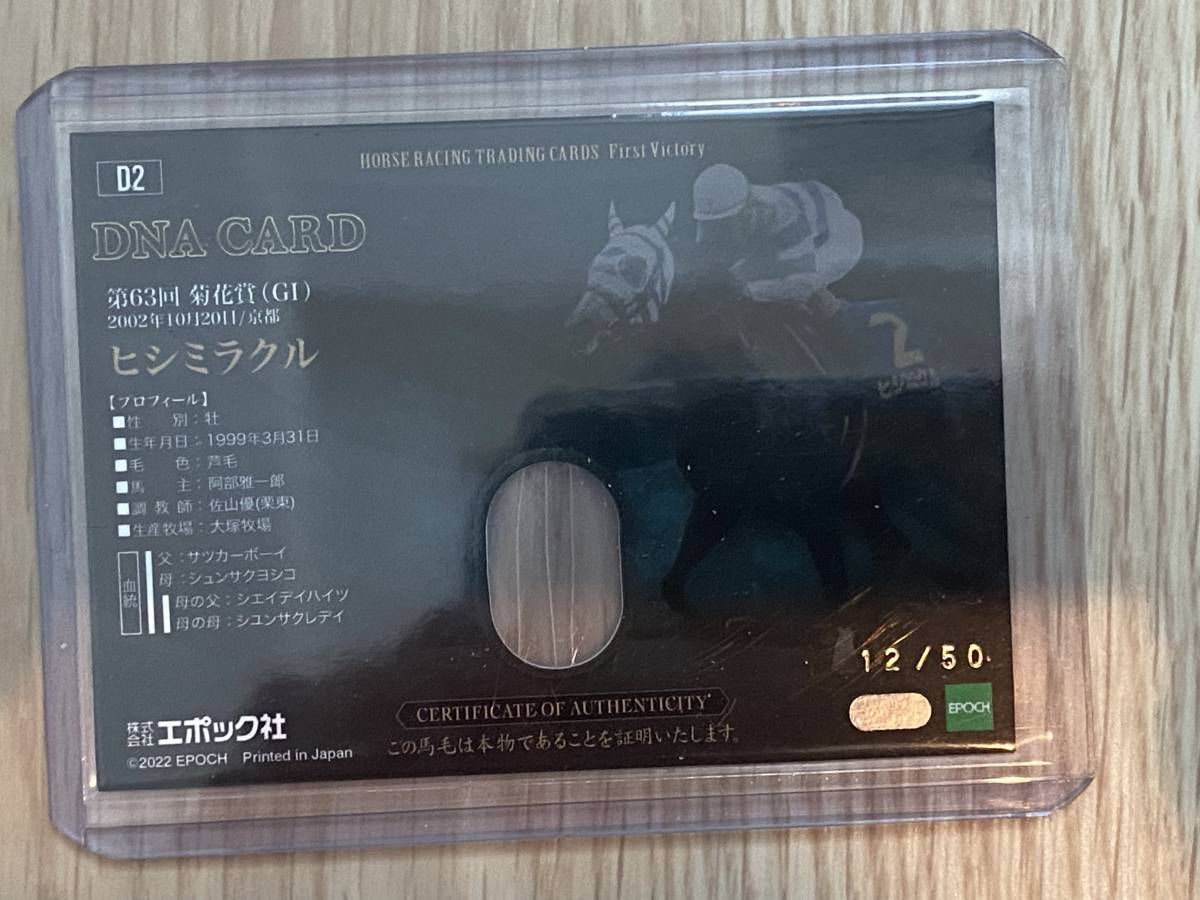 HORSE RACING TRADING CARDS First Victory
D2
DNA CARD
第63回 菊花賞(GI)
2002年10月20日/京都
ヒシミラクル
【プロフィール】
■性 別：牡
■生年月日：1999年3月31日
■毛 色：芦毛
■馬 主：阿部雅一郎
■調 教 師：佐山優(栗東)
■生産牧場：大塚牧場
血統
父：サッカーボーイ
母：シュンサクヨシコ
母の父：シェイディハイツ
母の母：シュンサクレディ
2
12/50
CERTIFICATE OF AUTHENTICITY
この馬毛は本物であることを証明いたします。
EPOCH
株式会社エポック社
©2022 EPOCH Printed in Japan